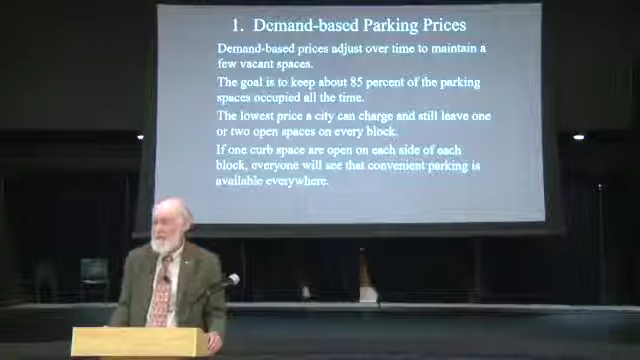 1. Demand-based Parking Prices
Demand-based prices adjust over time to maintain a
few vacant spaces.
The goal is to keep about 85 percent of the parking
spaces occupied all the time.
The lowest price a city can charge and still leave one
or two open spaces on every block.
If one curb space are open on each side of each
block, everyone will see that convenient parking is
available everywhere.